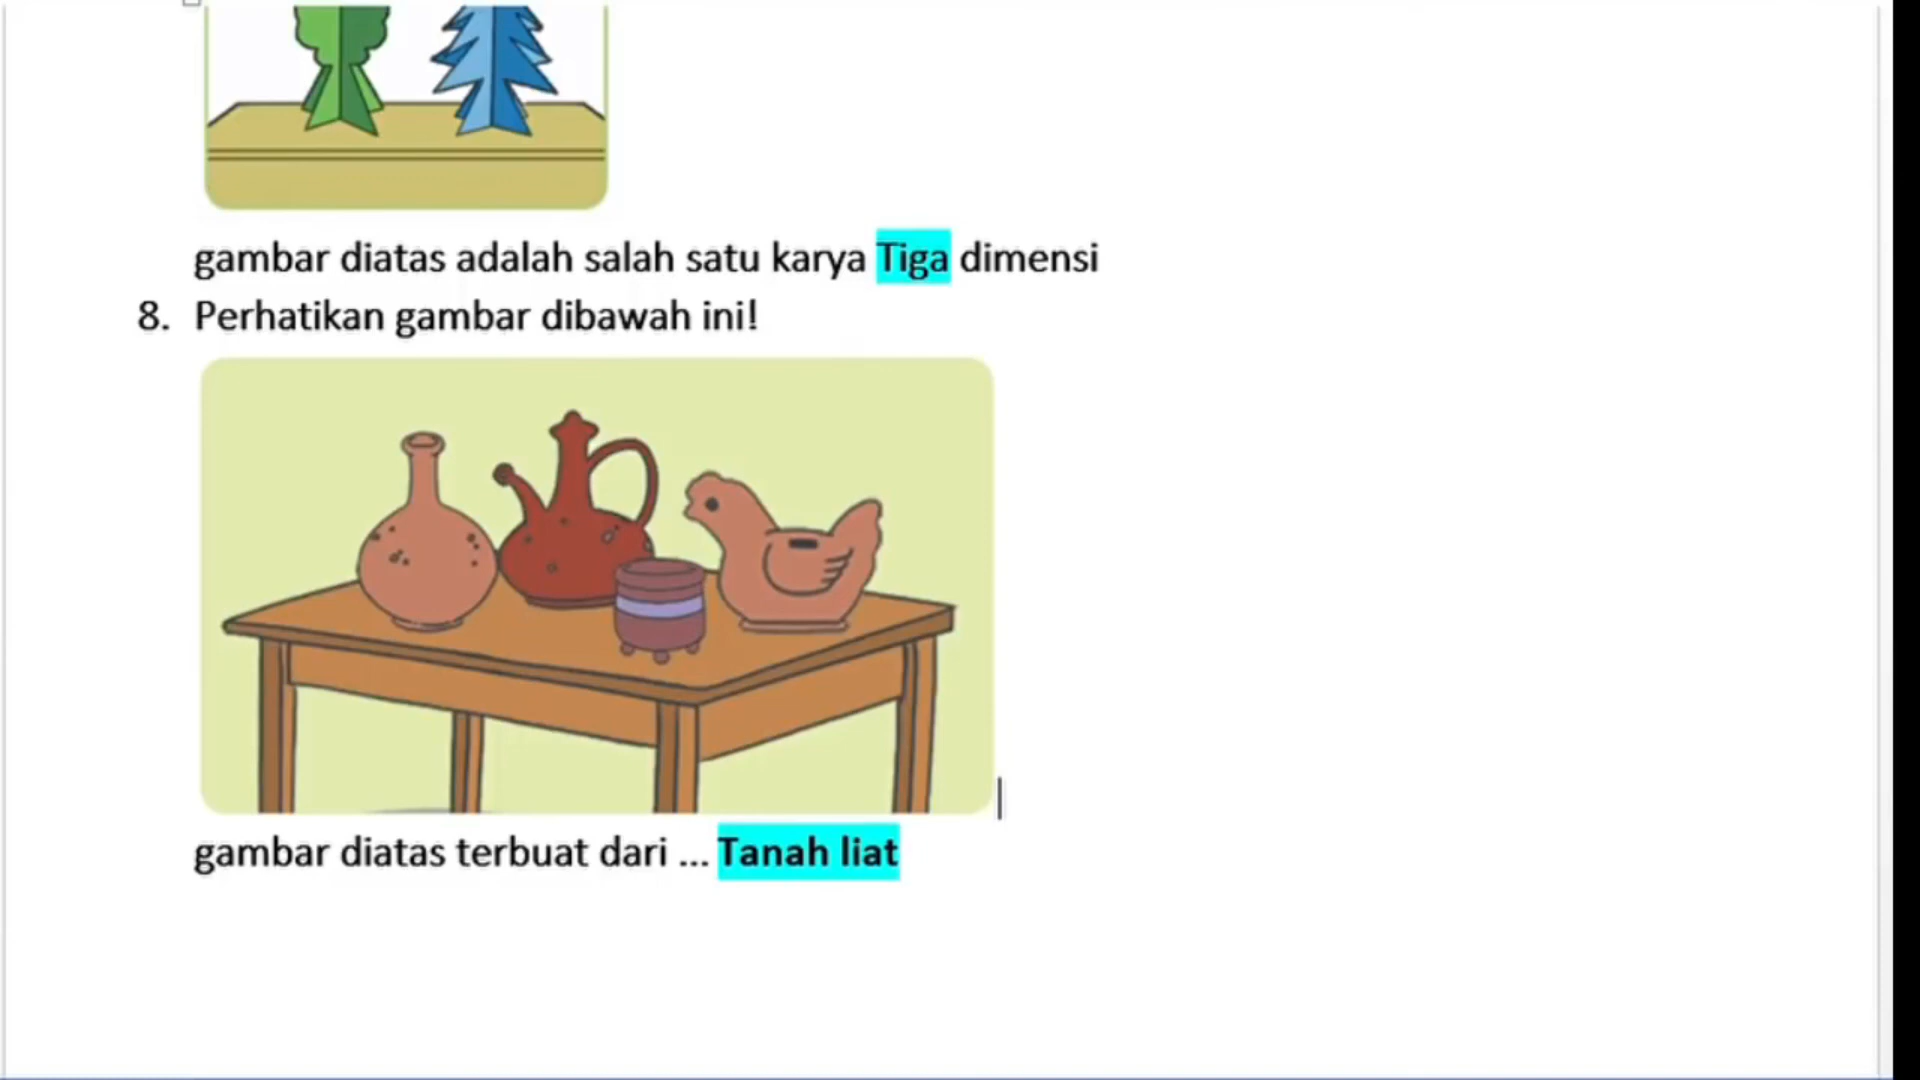 gambar diatas adalah salah satu karya Tiga dimensi
8. Perhatikan gambar dibawah ini!
gambar diatas terbuat dari ... Tanah liat